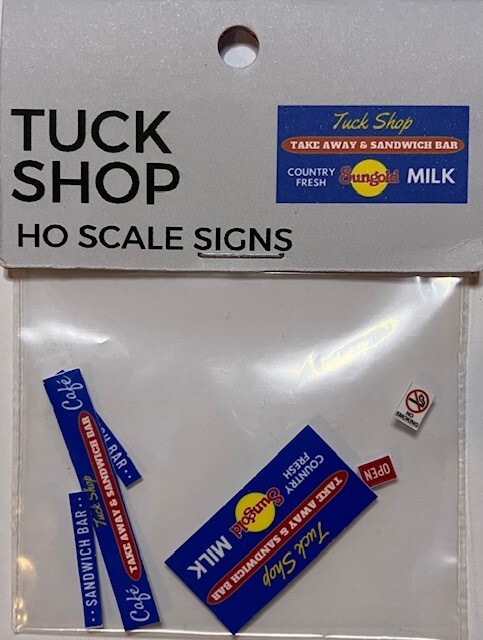 TUCK
SHOP
HO SCALE SIGNS
Tuck Shop
TAKE AWAY & SANDWICH BAR
COUNTRY
FRESH
Sungold
MILK
Café
Tuck Shop
TAKE AWAY & SANDWICH BAR
Café
CH BAR··
··SANDWICH BAR··
Tuck Shop
TAKE AWAY & SANDWICH BAR
COUNTRY
FRESH
Sungold
MILK
OPEN
NO
SMOKING